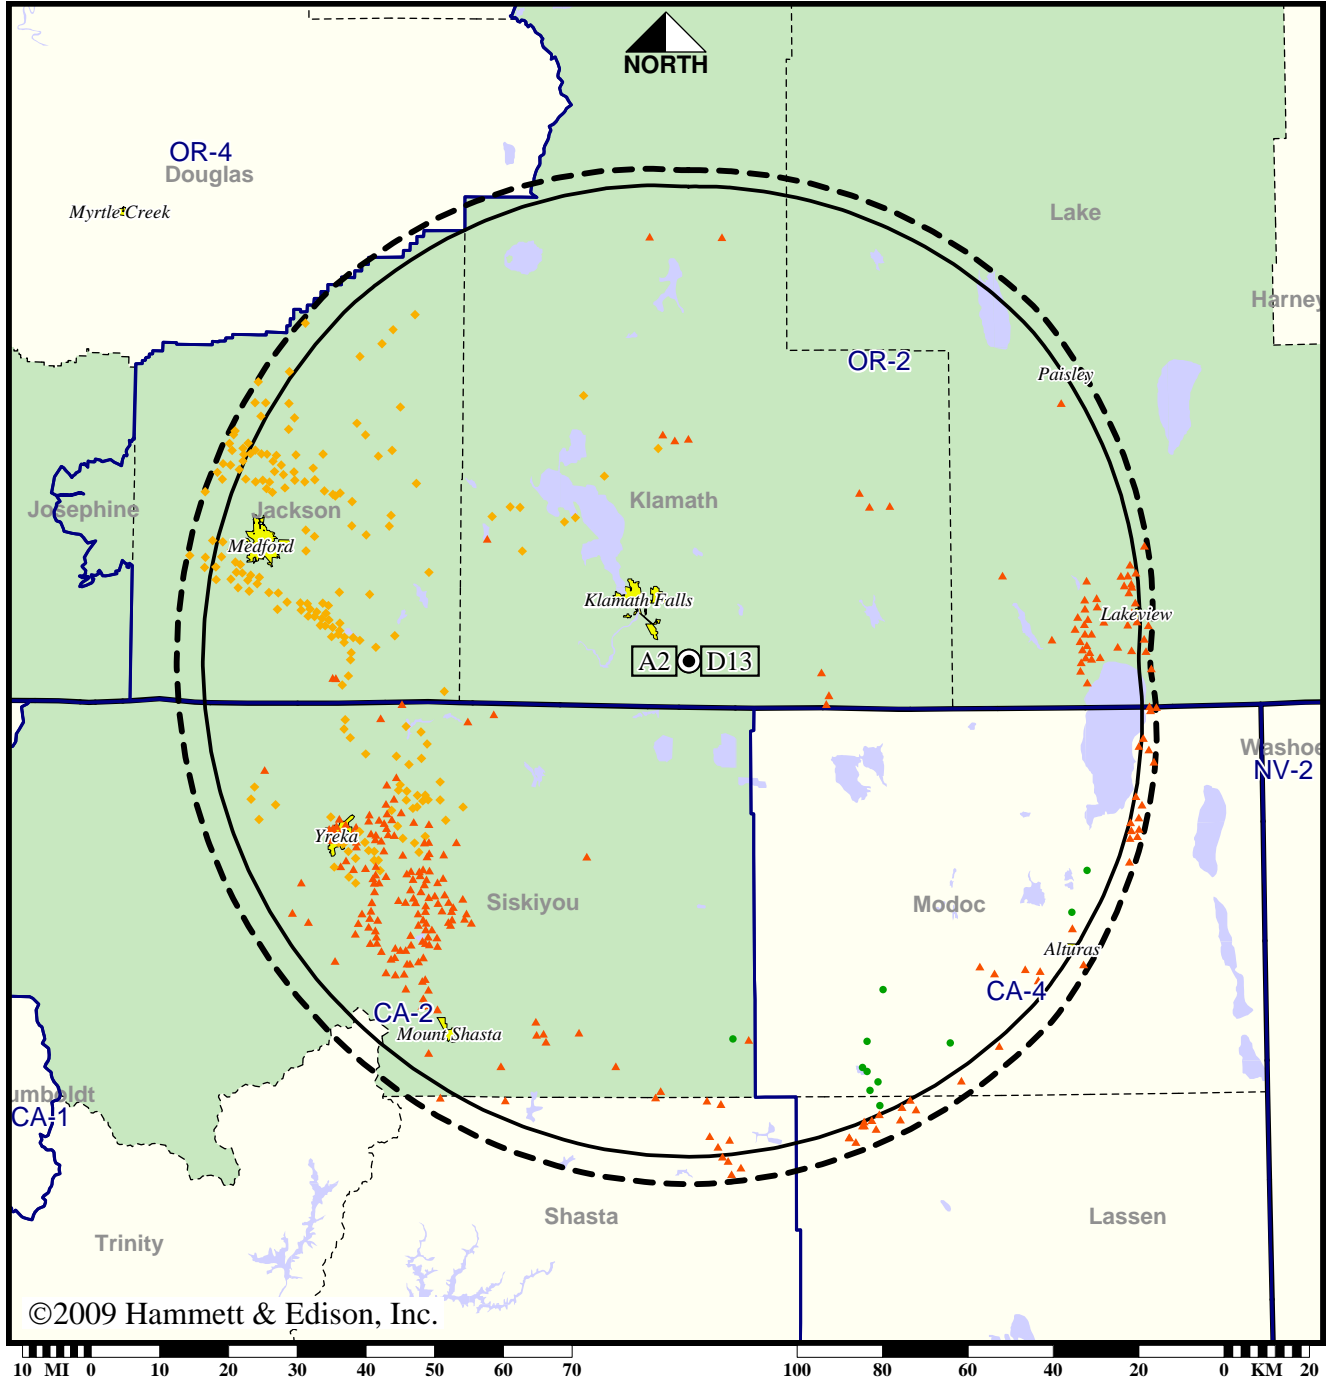 NORTH
OR-4
Douglas
Myrtle Creek
Lake
Harney
OR-2
Paisley
Josephine
Jackson
Klamath
Medford
Klamath Falls
Lakeview
A2 D13
Washoe
NV-2
Yreka
Siskiyou
Modoc
Alturas
CA-4
CA-2
Mount Shasta
umboldt
CA-1
Shasta
Lassen
Trinity
©2009 Hammett & Edison, Inc.
10 MI 0 10 20 30 40 50 60 70 100 80 60 40 20 0 KM 20